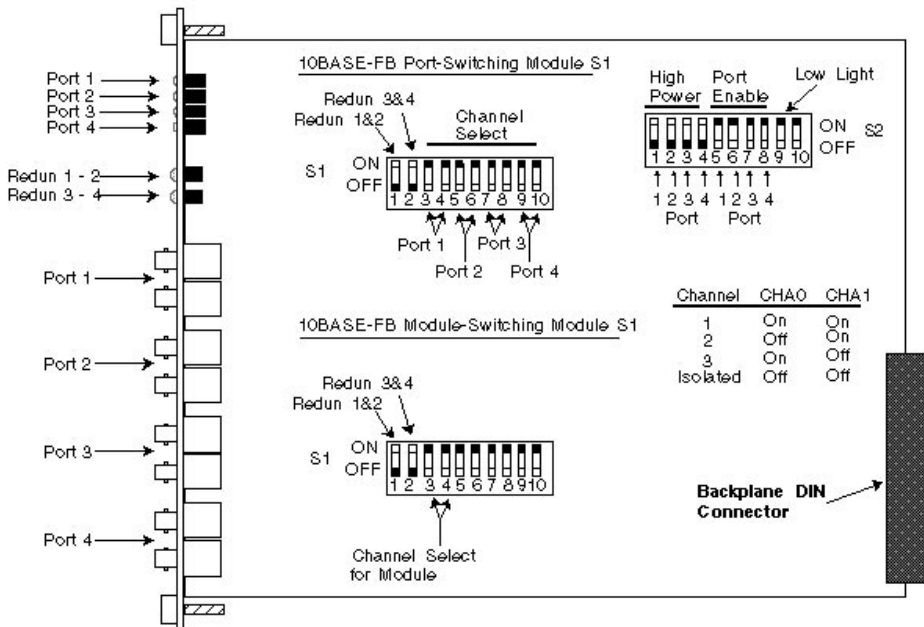 Port 1
Port 2
Port 3
Port 4
Redun 1 - 2
Redun 3 - 4
Port 1
Port 2
Port 3
Port 4
10BASE-FB Port-Switching Module S1
Redun 3&4
Redun 1&2
Channel
Select
S1
ON
OFF
1 2 3 4 5 6 7 8 9 10
Port 1
Port 3
Port 2
Port 4
High
Power
Port
Enable
Low Light
ON
OFF
S2
1 2 3 4 5 6 7 8 9 10
1 2 3 4 1 2 3 4
Port
Port
Channel CHA0 CHA1
1 On On
2 Off On
3 On Off
Isolated Off Off
10BASE-FB Module-Switching Module S1
Redun 3&4
Redun 1&2
S1
ON
OFF
1 2 3 4 5 6 7 8 9 10
Channel Select
for Module
Backplane DIN
Connector